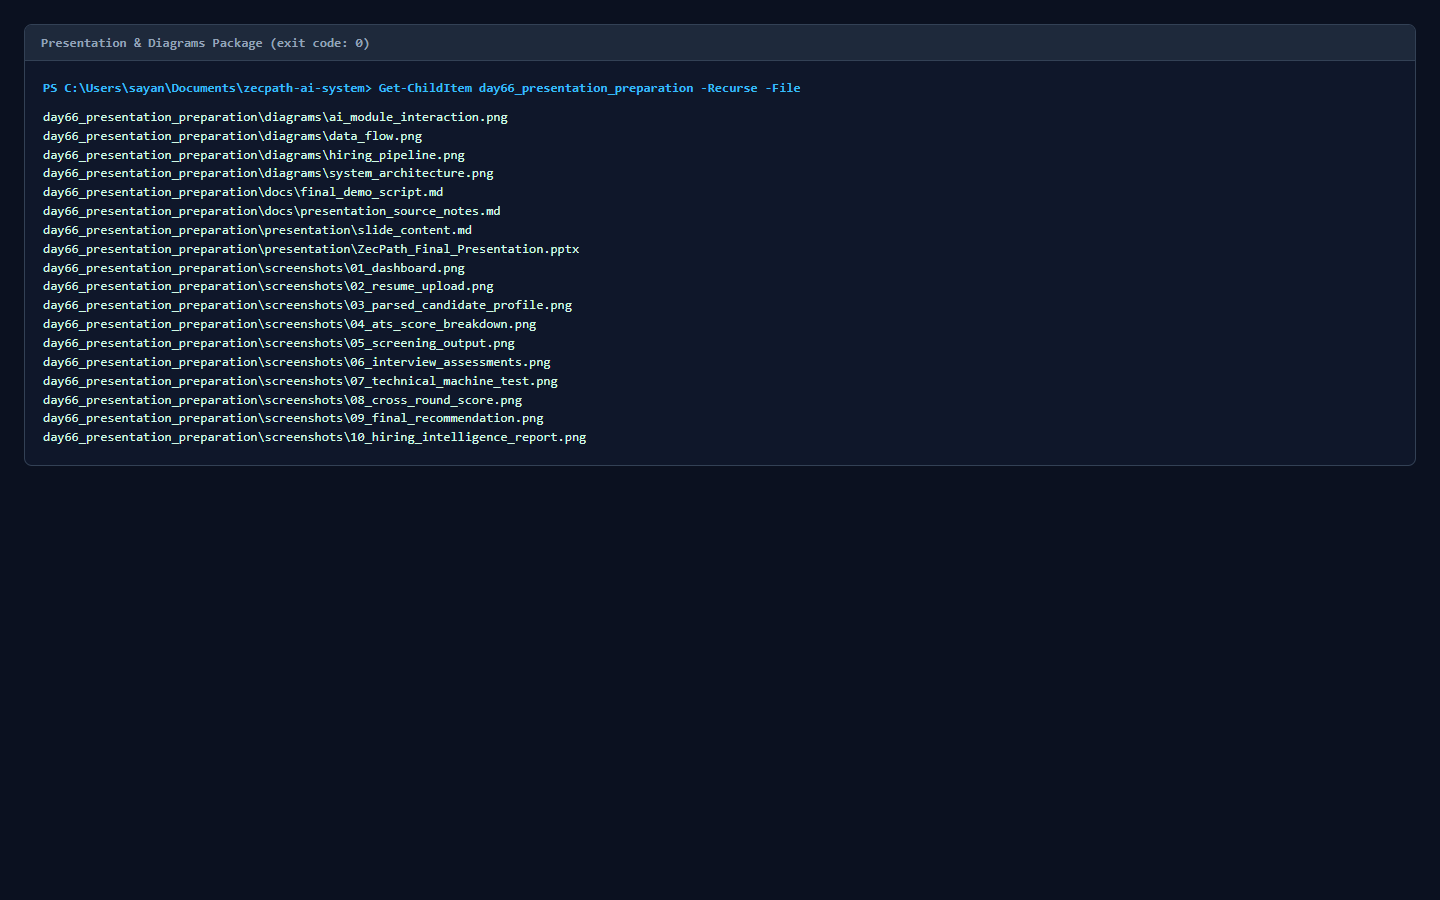 Presentation & Diagrams Package (exit code: 0)
PS C:\Users\sayan\Documents\zecpath-ai-system> Get-ChildItem day66_presentation_preparation -Recurse -File
day66_presentation_preparation\diagrams\ai_module_interaction.png
day66_presentation_preparation\diagrams\data_flow.png
day66_presentation_preparation\diagrams\hiring_pipeline.png
day66_presentation_preparation\diagrams\system_architecture.png
day66_presentation_preparation\docs\final_demo_script.md
day66_presentation_preparation\docs\presentation_source_notes.md
day66_presentation_preparation\presentation\slide_content.md
day66_presentation_preparation\presentation\ZecPath_Final_Presentation.pptx
day66_presentation_preparation\screenshots\01_dashboard.png
day66_presentation_preparation\screenshots\02_resume_upload.png
day66_presentation_preparation\screenshots\03_parsed_candidate_profile.png
day66_presentation_preparation\screenshots\04_ats_score_breakdown.png
day66_presentation_preparation\screenshots\05_screening_output.png
day66_presentation_preparation\screenshots\06_interview_assessments.png
day66_presentation_preparation\screenshots\07_technical_machine_test.png
day66_presentation_preparation\screenshots\08_cross_round_score.png
day66_presentation_preparation\screenshots\09_final_recommendation.png
day66_presentation_preparation\screenshots\10_hiring_intelligence_report.png